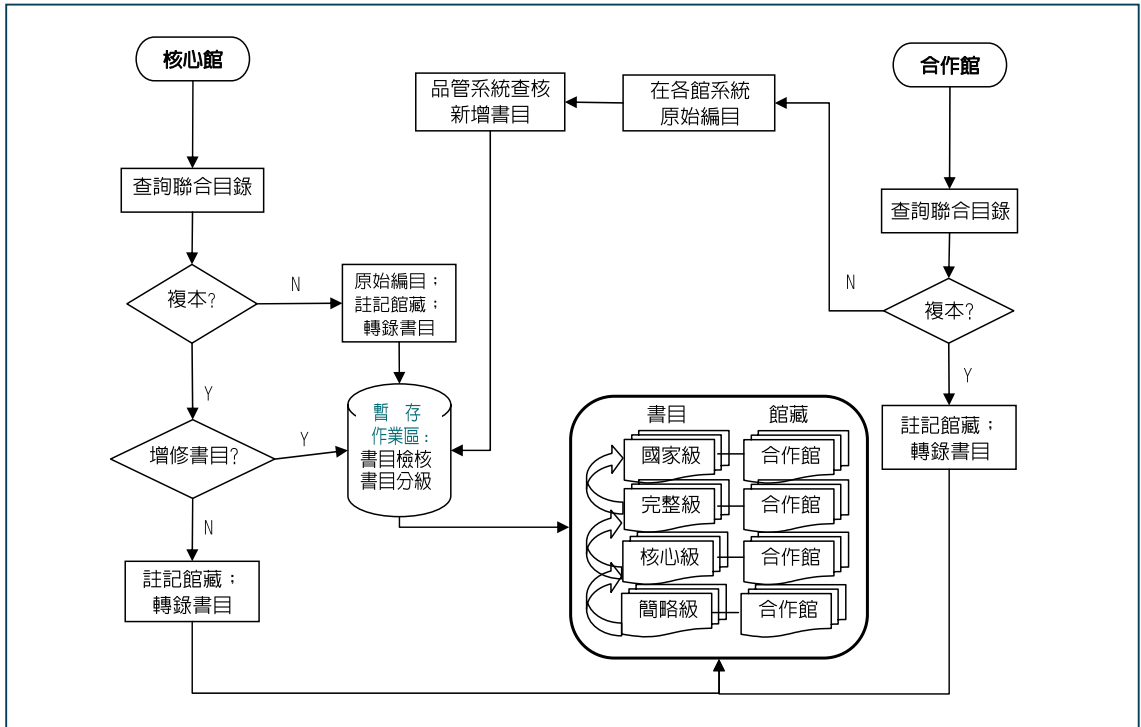 核心館
查詢聯合目錄
複本?
N
原始編目；
註記館藏；
轉錄書目
Y
增修書目?
Y
暫 存
作業區：
書目檢核
書目分級
N
註記館藏；
轉錄書目
品管系統查核
新增書目
在各館系統
原始編目
合作館
查詢聯合目錄
複本?
N
Y
註記館藏；
轉錄書目
書目 館藏
國家級 合作館
完整級 合作館
核心級 合作館
簡略級 合作館